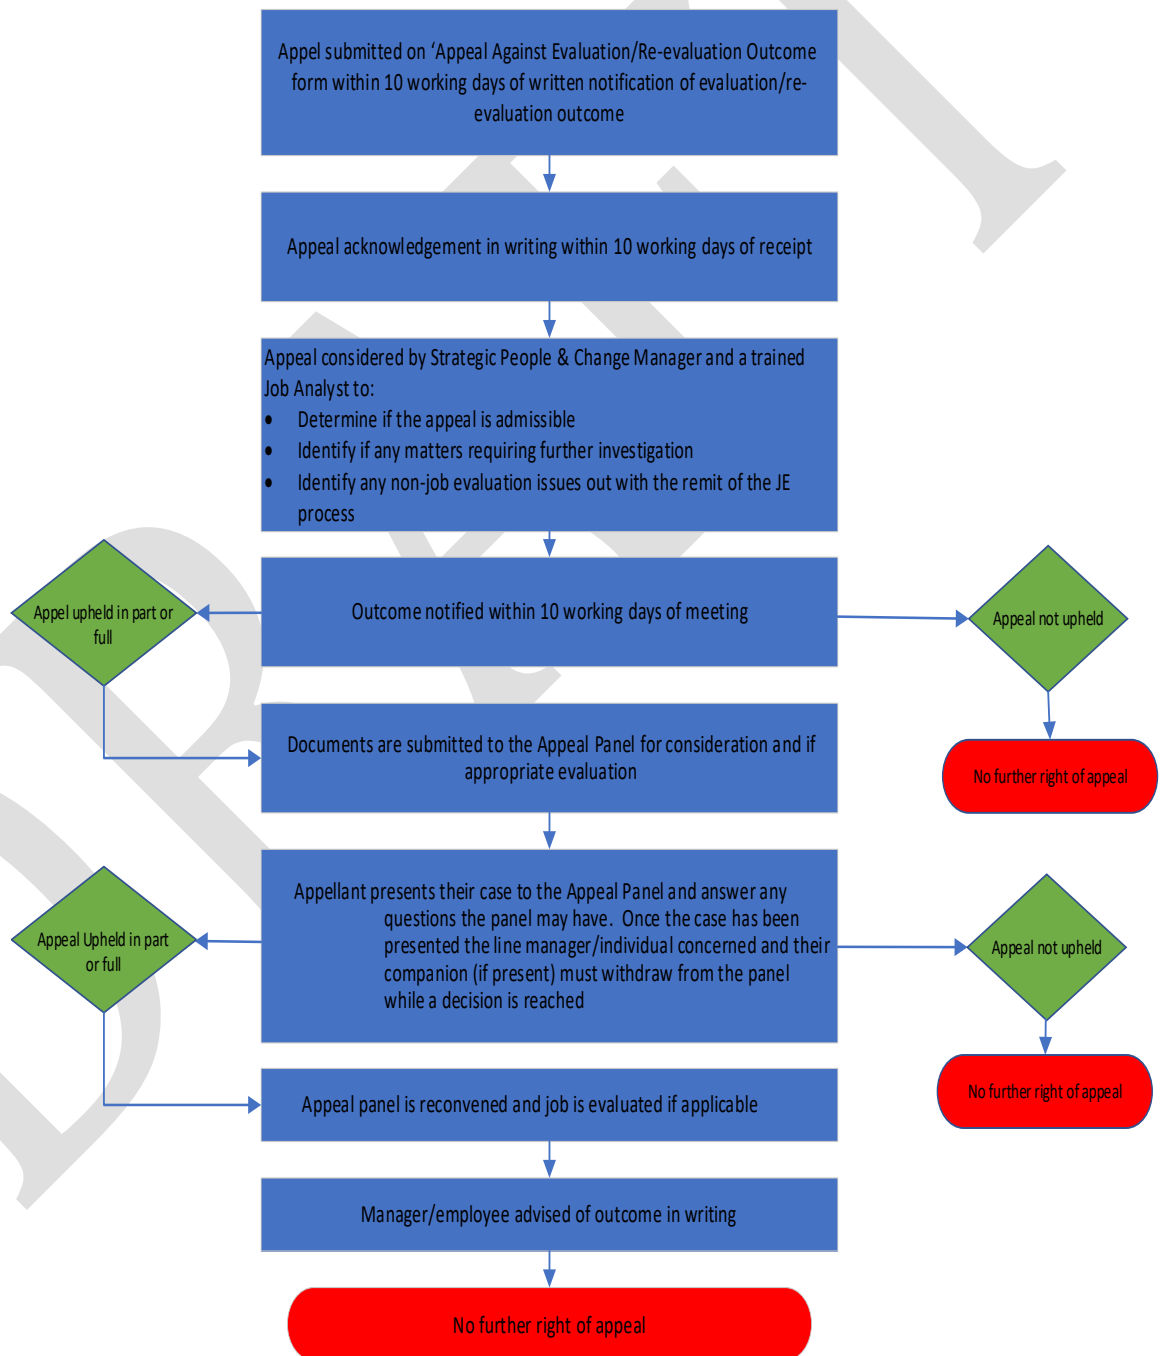 Appel submitted on ‘Appeal Against Evaluation/Re-evaluation Outcome
form within 10 working days of written notification of evaluation/re-
evaluation outcome
Appeal acknowledgement in writing within 10 working days of receipt
Appeal considered by Strategic People & Change Manager and a trained
Job Analyst to:
• Determine if the appeal is admissible
• Identify if any matters requiring further investigation
• Identify any non-job evaluation issues out with the remit of the JE
process
Appel upheld in part or
full
Outcome notified within 10 working days of meeting
Appeal not upheld
Documents are submitted to the Appeal Panel for consideration and if
appropriate evaluation
No further right of appeal
Appeal Upheld in part
or full
Appellant presents their case to the Appeal Panel and answer any
questions the panel may have. Once the case has been
presented the line manager/individual concerned and their
companion (if present) must withdraw from the panel
while a decision is reached
Appeal not upheld
No further right of appeal
Appeal panel is reconvened and job is evaluated if applicable
Manager/employee advised of outcome in writing
No further right of appeal
DRAFT